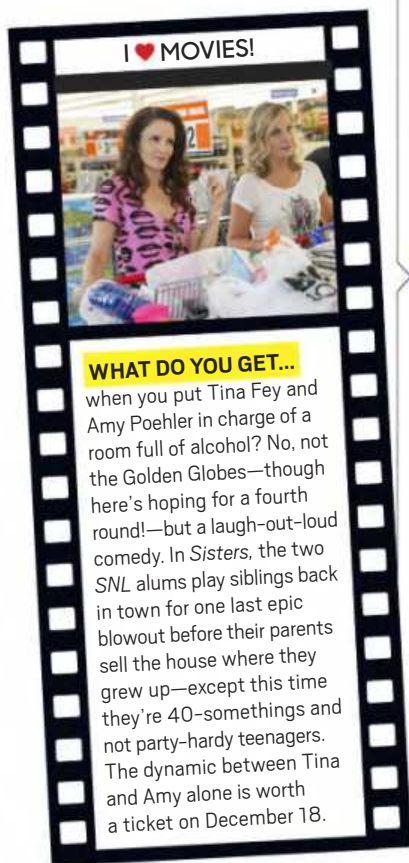 I ❤ MOVIES!
WHAT DO YOU GET...
when you put Tina Fey and
Amy Poehler in charge of a
room full of alcohol? No, not
the Golden Globes—though
here's hoping for a fourth
round!—but a laugh-out-loud
comedy. In Sisters, the two
SNL alums play siblings back
in town for one last epic
blowout before their parents
sell the house where they
grew up—except this time
they're 40-somethings and
not party-hardy teenagers.
The dynamic between Tina
and Amy alone is worth
a ticket on December 18.